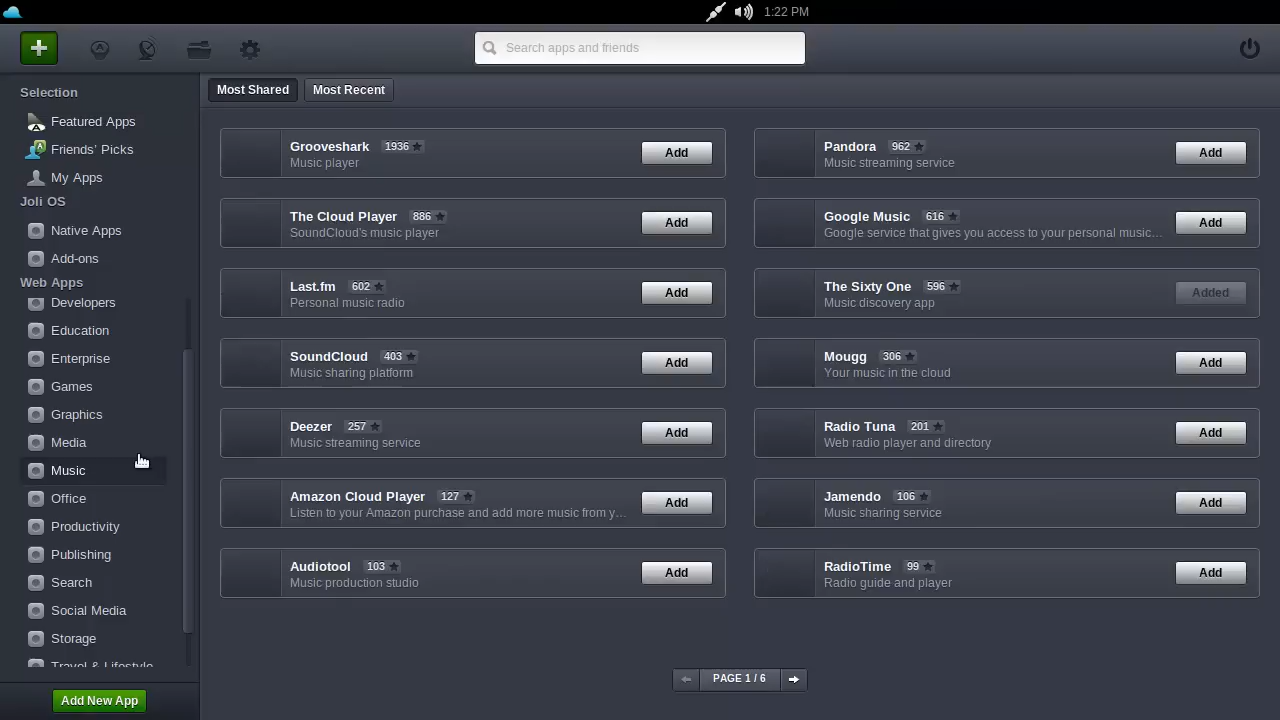 1:22 PM
Search apps and friends
Selection
Featured Apps
Friends' Picks
My Apps
Joli OS
Native Apps
Add-ons
Web Apps
Developers
Education
Enterprise
Games
Graphics
Media
Music
Office
Productivity
Publishing
Search
Social Media
Storage
Travel & Lifestyle
Add New App
Most Shared Most Recent
Grooveshark 1936
Music player
Add
Pandora 962
Music streaming service
Add
The Cloud Player 886
SoundCloud's music player
Add
Google Music 616
Google service that gives you access to your personal music...
Add
Last.fm 602
Personal music radio
Add
The Sixty One 596
Music discovery app
Added
SoundCloud 403
Music sharing platform
Add
Mougg 306
Your music in the cloud
Add
Deezer 257
Music streaming service
Add
Radio Tuna 201
Web radio player and directory
Add
Amazon Cloud Player 127
Listen to your Amazon purchase and add more music from y...
Add
Jamendo 106
Music sharing service
Add
Audiotool 103
Music production studio
Add
RadioTime 99
Radio guide and player
Add
PAGE 1 / 6